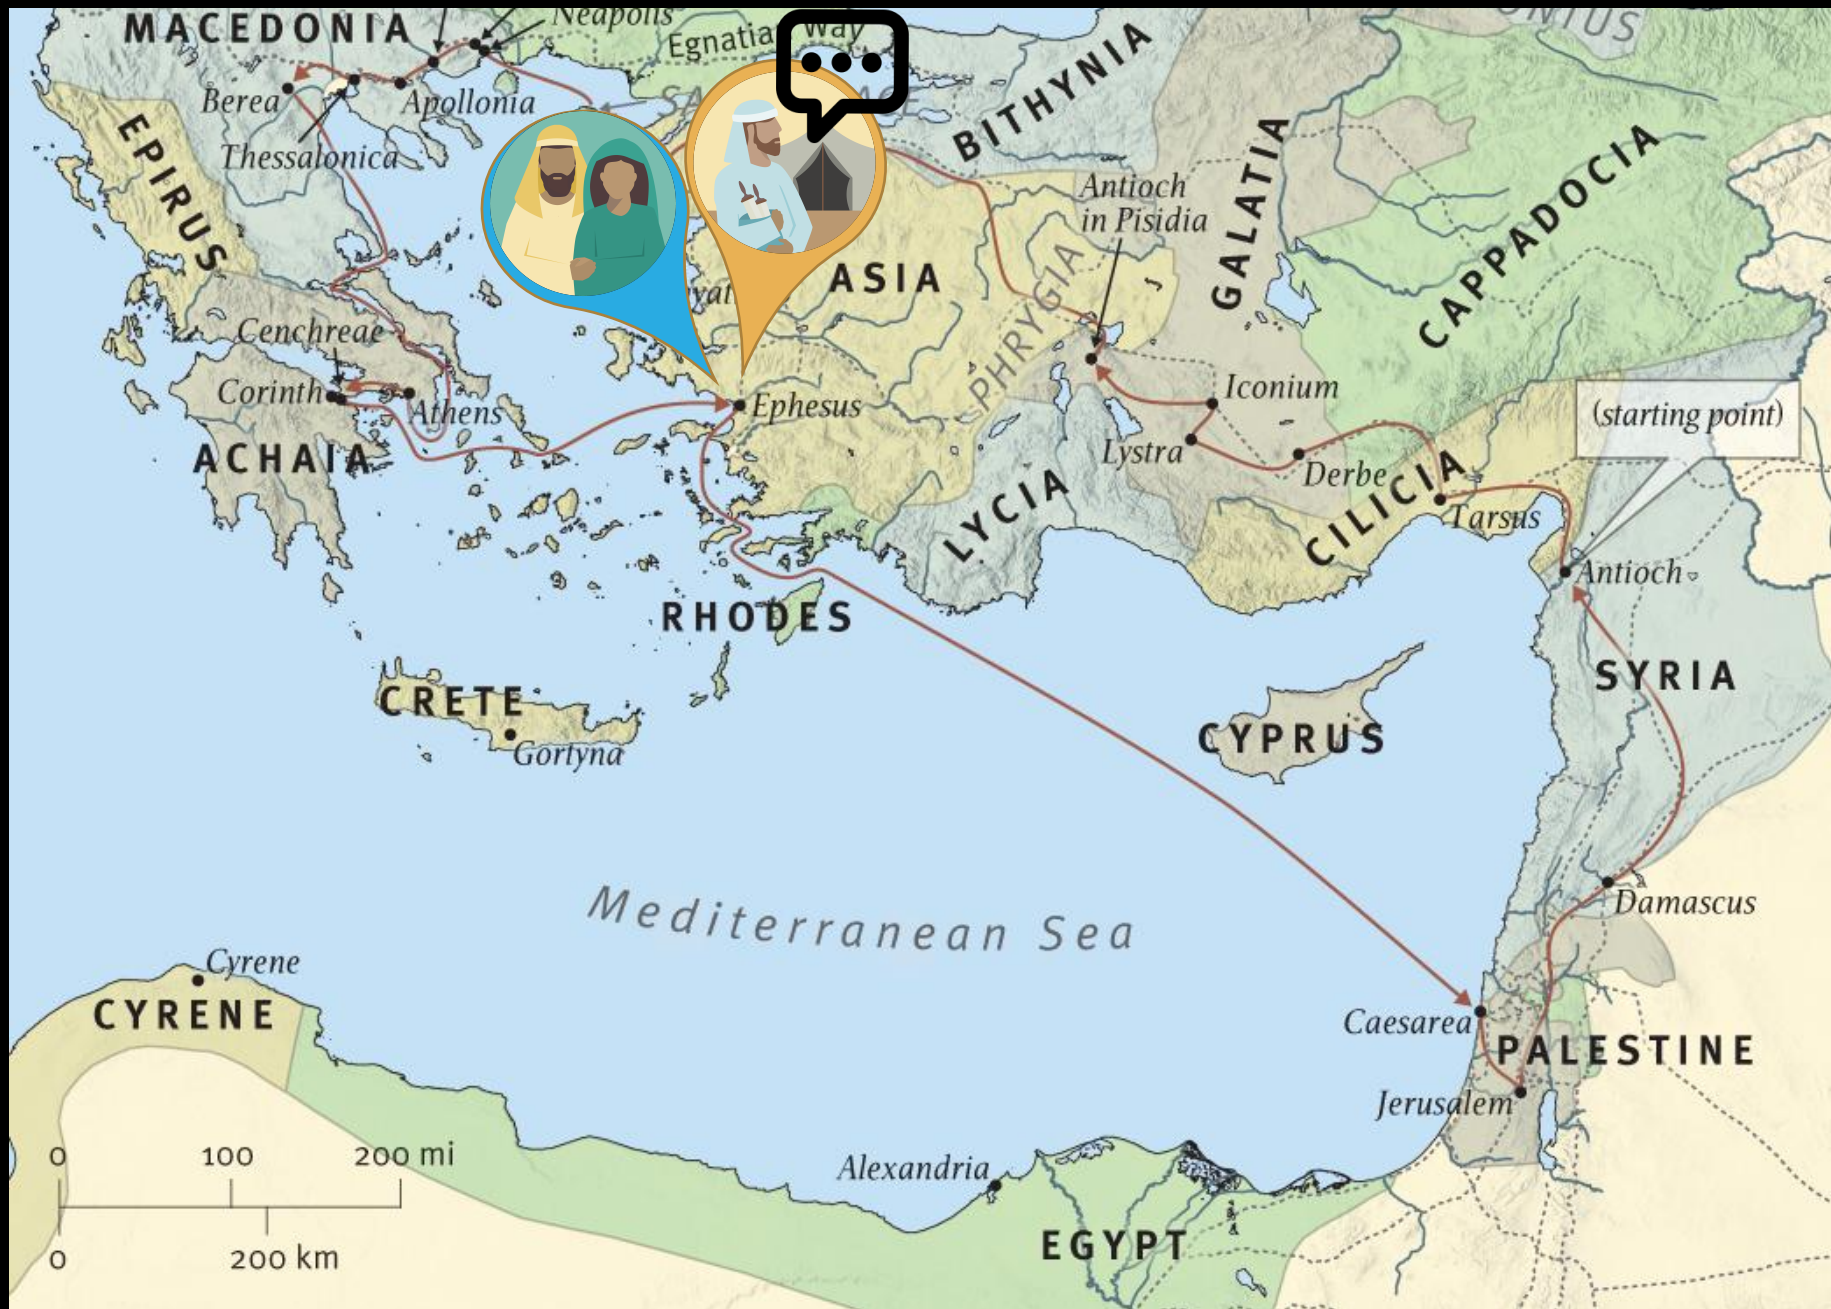 MACEDONIA
Neapolis
Egnatia Way
Berea
Apollonia
Thessalonica
EPIRUS
BITHYNIA
GALATIA
CAPPADOCIA
Antioch
in Pisidia
ASIA
PHRYGIA
Cenchreae
Corinth
Athens
ACHAIA
Ephesus
Iconium
Lystra
Derbe
(starting point)
LYCIA
CILICIA
Tarsus
Antioch
RHODES
SYRIA
CRETE
Gortyna
CYPRUS
Mediterranean Sea
Damascus
Cyrene
CYRENE
Caesarea
PALESTINE
Jerusalem
Alexandria
EGYPT
0 100 200 mi
0 200 km